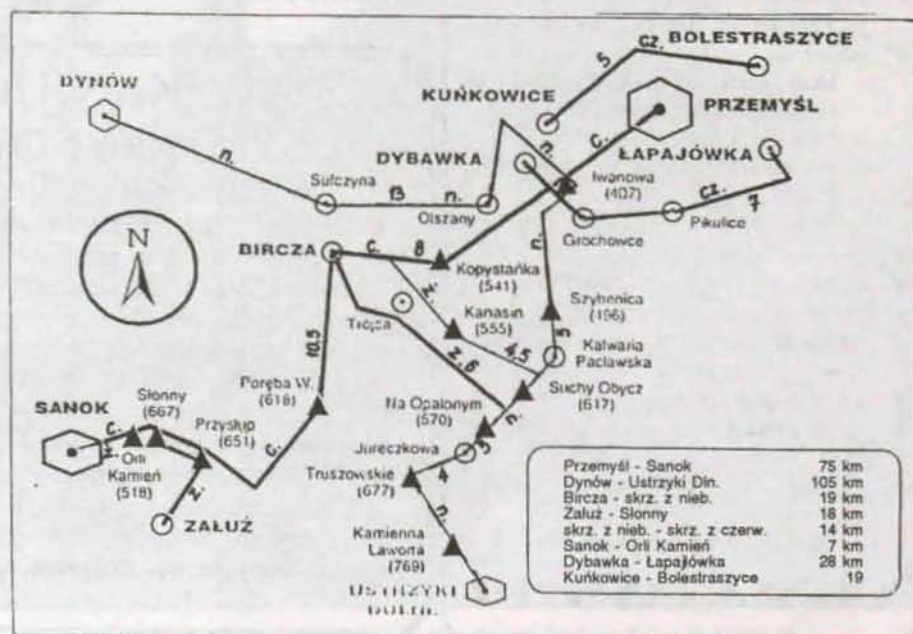 BOLESTRASZYCE
cz.
5
DYNÓW
KUŃKOWICE
PRZEMYŚL
c.
n.
n.
DYBAWKA
ŁAPAJÓWKA
Iwanowa
(407)
cz.
7
Sufczyna
13 n.
Olszany
Grochowce
Pikulice
N
BIRCZA
c. 8
n.
Kopystańka
(541)
ż.
Szybenica
(496)
Trójca
Kanasin
(555)
5
10,5
ż. 6
4,5
Kalwaria
Pacławska
Poręba W.
(618)
Suchy Obycz
(617)
Słonny
(667)
Na Opalonym
(570)
n.
SANOK
c.
Przysłup
(651)
Jureczkowa
3
Orli
Kamień
(518)
c.
Truszowskie
(677)
4
ż.
ZAŁUŻ
n.
Kamienna
Laworta
(769)
USTRZYKI
Przemyśl - Sanok 75 km
Dynów - Ustrzyki Dln. 105 km
Bircza - skrz. z nieb. 19 km
Załuż - Słonny 18 km
skrz. z nieb. - skrz. z czerw. 14 km
Sanok - Orli Kamień 7 km
Dybawka - Łapajówka 28 km
Kuńkowice - Bolestraszyce 19